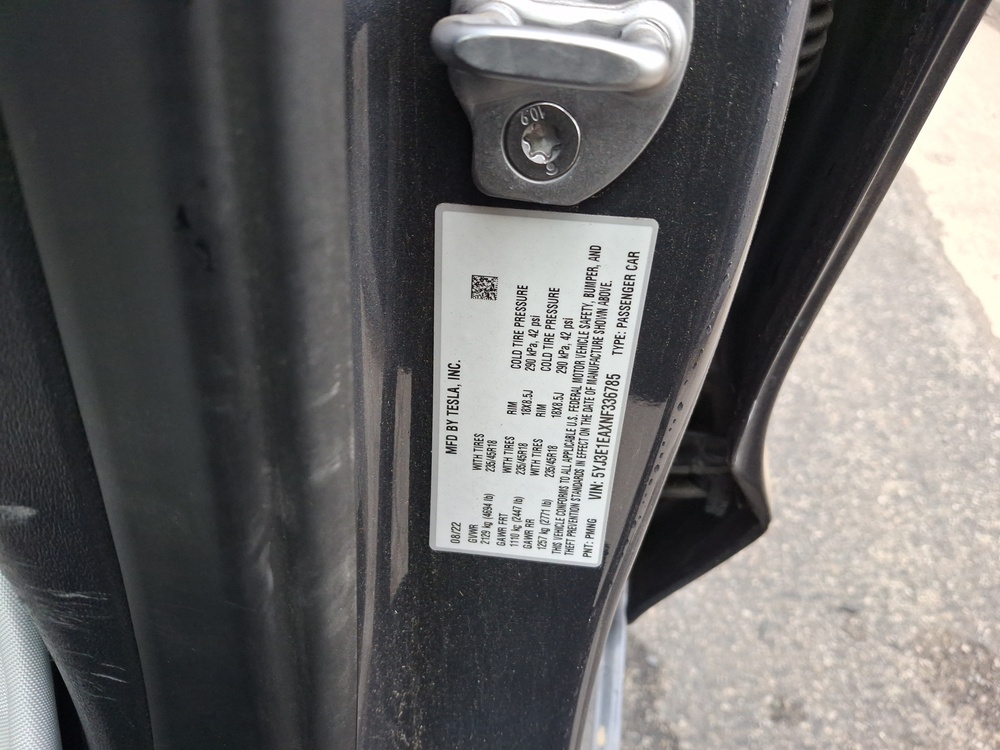 10.9
MFD BY TESLA, INC.
08/22
GVWR
2129 kg (4694 lb)
WITH TIRES
235/45R18
RIM
18X8.5J
COLD TIRE PRESSURE
290 kPa, 42 psi
GAWR FRT
1110 kg (2447 lb)
WITH TIRES
235/45R18
RIM
18X8.5J
COLD TIRE PRESSURE
290 kPa, 42 psi
GAWR RR
1257 kg (2771 lb)
WITH TIRES
235/45R18
THIS VEHICLE CONFORMS TO ALL APPLICABLE U.S. FEDERAL MOTOR VEHICLE SAFETY, BUMPER, AND
THEFT PREVENTION STANDARDS IN EFFECT ON THE DATE OF MANUFACTURE SHOWN ABOVE.
PNT: PMNG VIN: 5YJ3E1EAXNF336785 TYPE: PASSENGER CAR